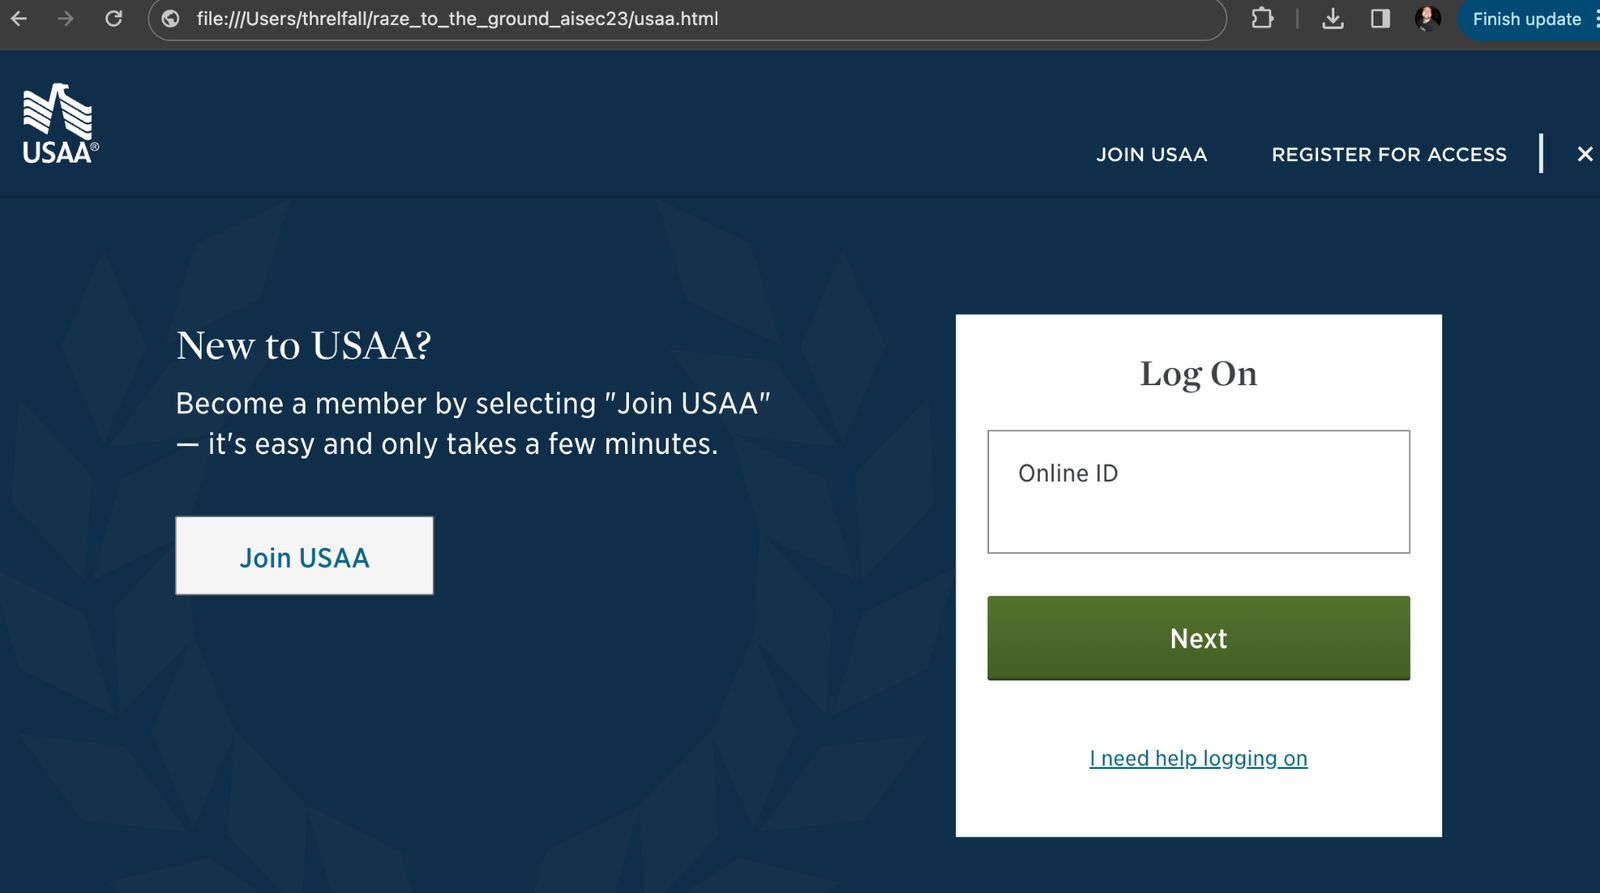 file:///Users/threlfall/raze_to_the_ground_aisec23/usaa.html
Finish update
USAA®
JOIN USAA
REGISTER FOR ACCESS
New to USAA?
Become a member by selecting "Join USAA"
— it's easy and only takes a few minutes.
Join USAA
Log On
Online ID
Next
I need help logging on